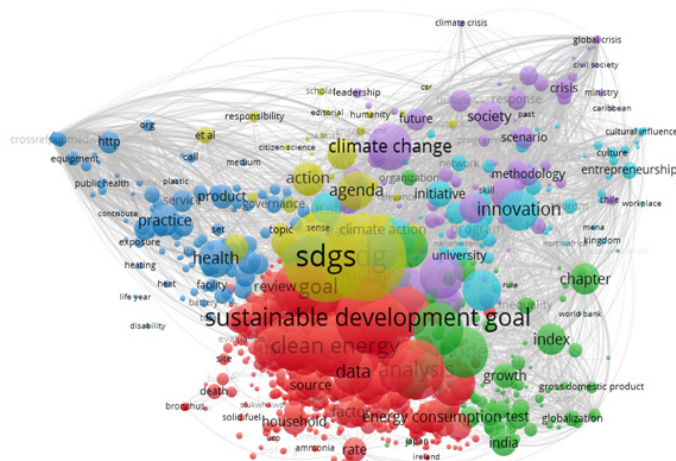 climate crisis
global crisis
civil society
crisis
ministry
caribbean
scholar
leadership
csr
editorial
humanity
response
past
future
society
responsibility
org
et al
http
citizen science
climate change
scenario
cultural influence
equipment
call
medium
network
culture
entrepreneurship
public health
plastic
action
organization
methodology
service
product
agenda
initiative
skill
contribute
governance
chile
workplace
practice
set
topic
sense
climate action
innovation
program
mena
exposure
kingdom
heating
health
sdgs
university
heat
facility
review
goal
role
chapter
life year
battery
inequality
world bank
disability
sustainable development goal
index
clean energy
site
data
analysis
source
growth
gross domestic product
death
bronchus
factor
solid fuel
household
energy consumption
test
globalization
india
ucp
ammonia
rate
japan
ireland